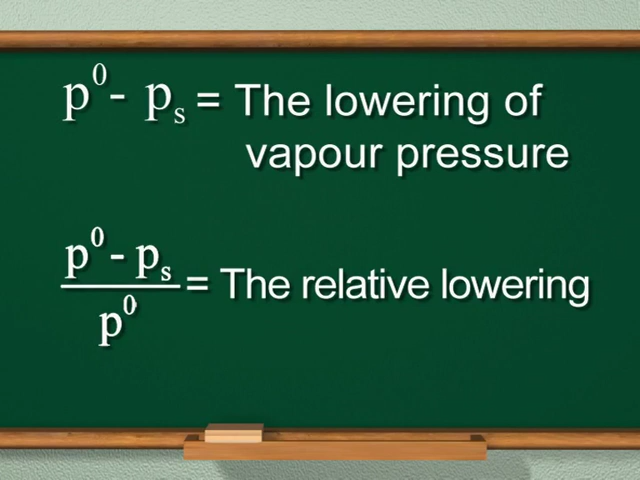 p⁰ - pₛ = The lowering of
vapour pressure
p⁰ - pₛ
p⁰
= The relative lowering